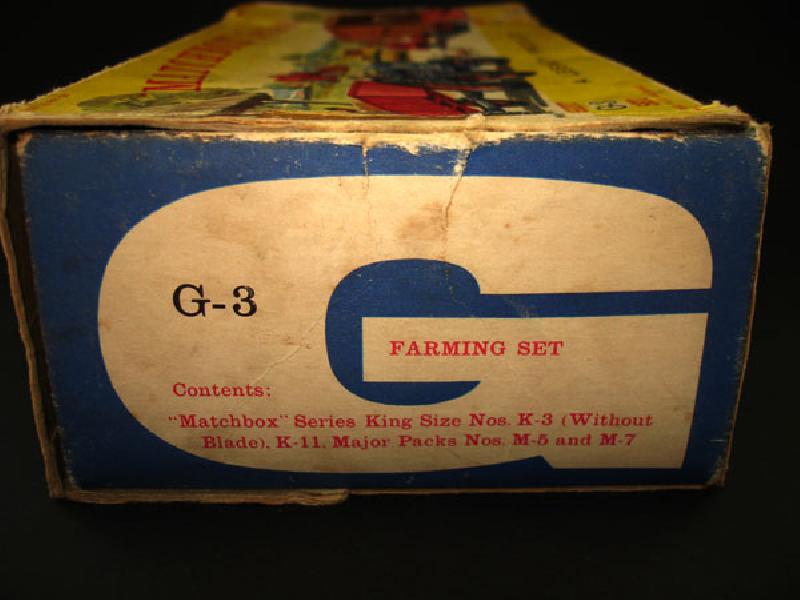 G-3
FARMING SET
Contents:
"Matchbox" Series King Size Nos. K-3 (Without
Blade), K-11, Major Packs Nos. M-5 and M-7